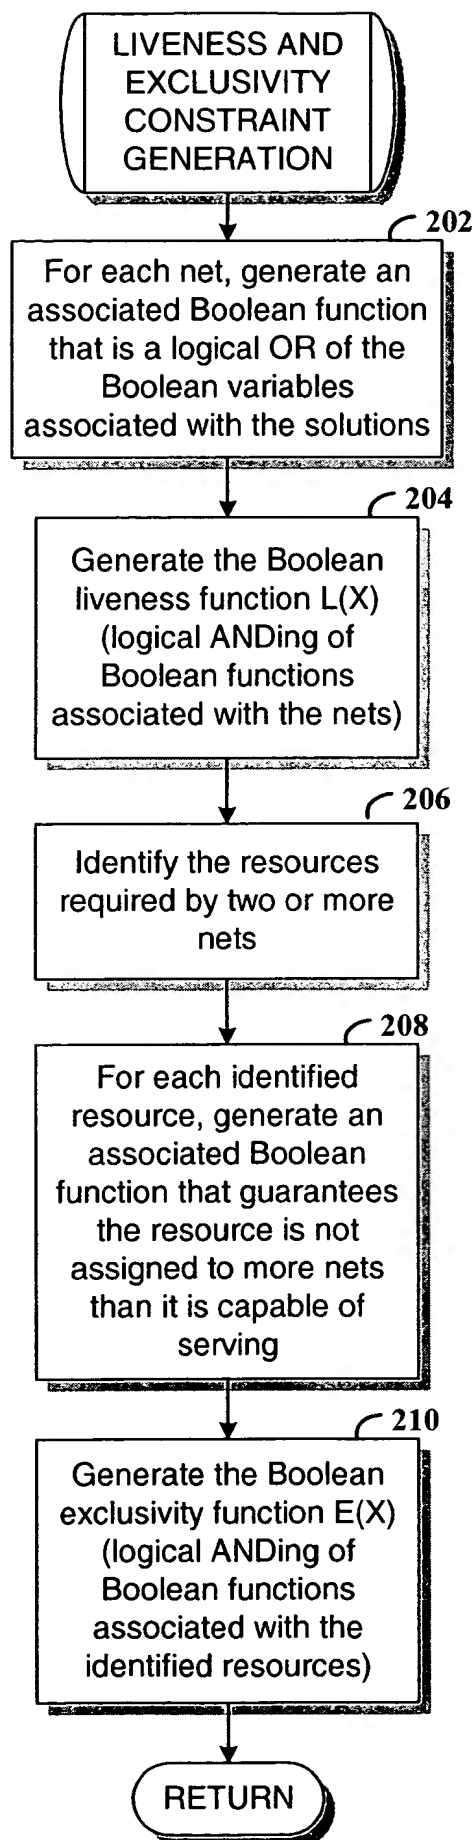 LIVENESS AND
EXCLUSIVITY
CONSTRAINT
GENERATION
202
For each net, generate an
associated Boolean function
that is a logical OR of the
Boolean variables
associated with the solutions
204
Generate the Boolean
liveness function L(X)
(logical ANDing of
Boolean functions
associated with the nets)
206
Identify the resources
required by two or more
nets
208
For each identified
resource, generate an
associated Boolean
function that guarantees
the resource is not
assigned to more nets
than it is capable of
serving
210
Generate the Boolean
exclusivity function E(X)
(logical ANDing of
Boolean functions
associated with the
identified resources)
RETURN